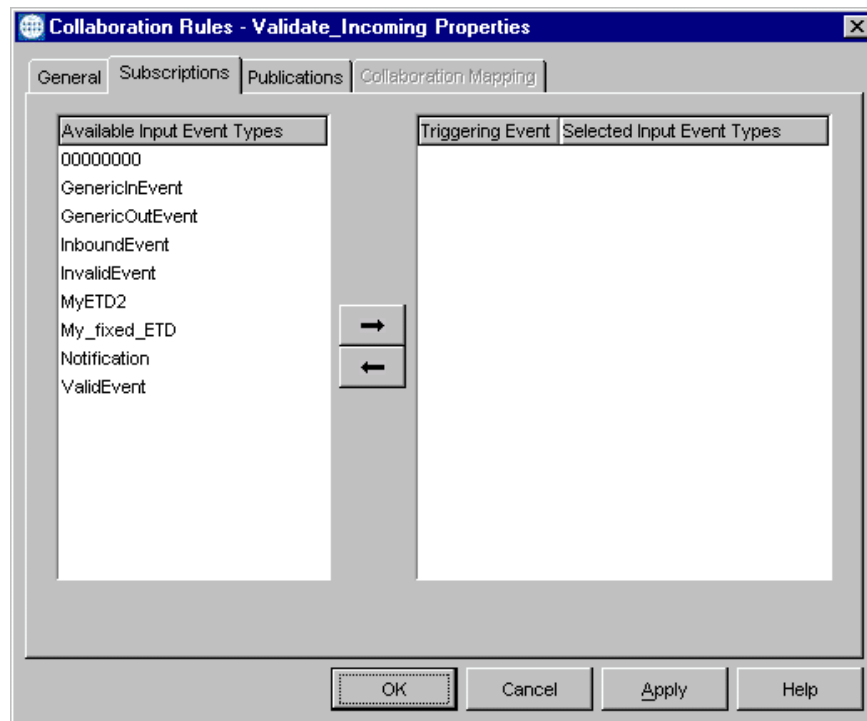 Collaboration Rules - Validate_Incoming Properties
General Subscriptions Publications Collaboration Mapping
Available Input Event Types
00000000
GenericInEvent
GenericOutEvent
InboundEvent
InvalidEvent
MyETD2
My_fixed_ETD
Notification
ValidEvent
Triggering Event Selected Input Event Types
OK Cancel Apply Help